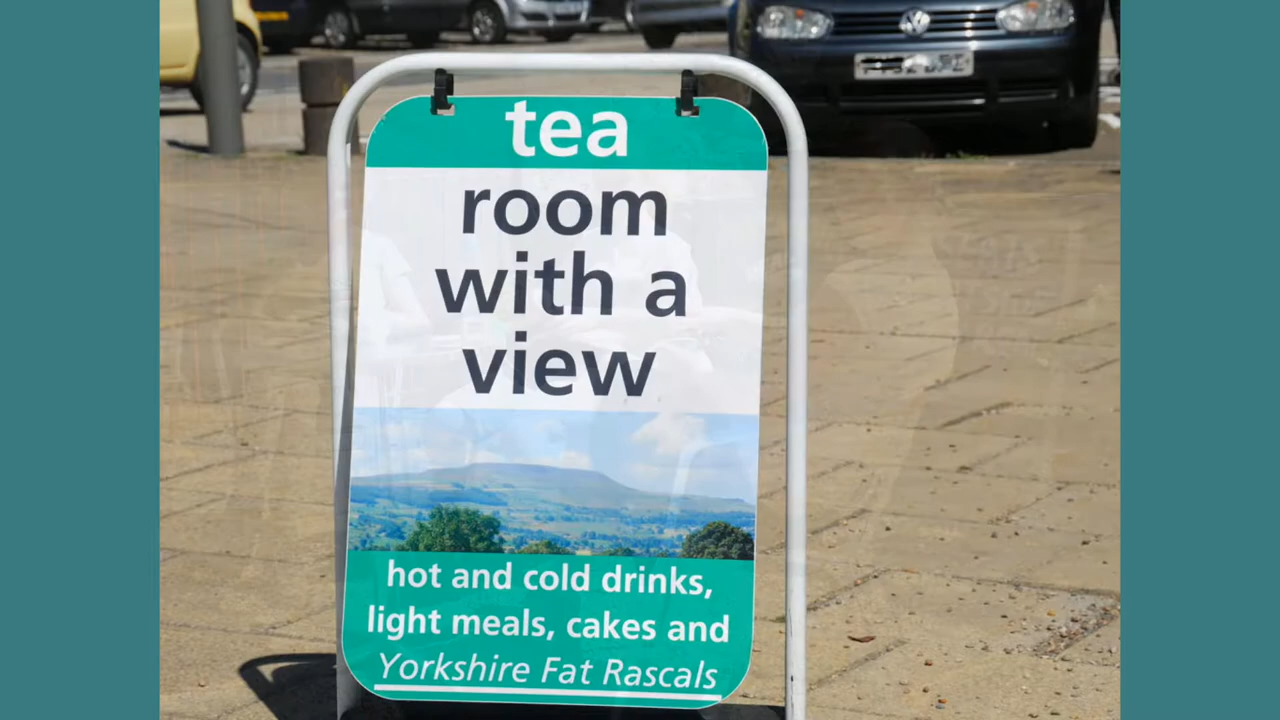 tea
room
with a
view
hot and cold drinks,
light meals, cakes and
Yorkshire Fat Rascals